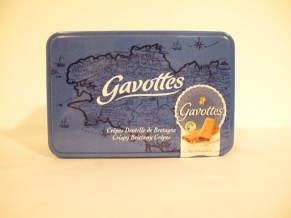 Gavottes
Crêpes Dentelle de Bretagne
Crispy Brittany Crêpes
Gavottes